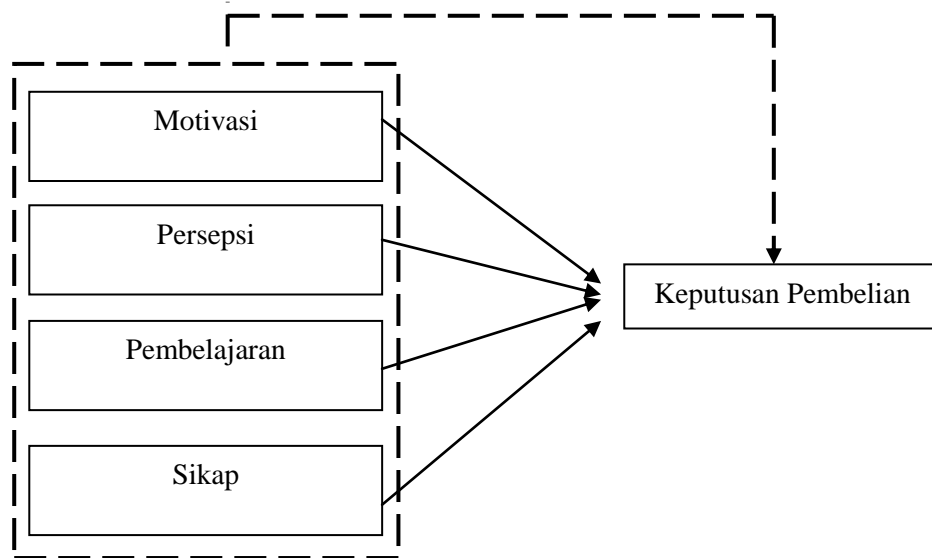 Motivasi
Persepsi
Keputusan Pembelian
Pembelajaran
Sikap